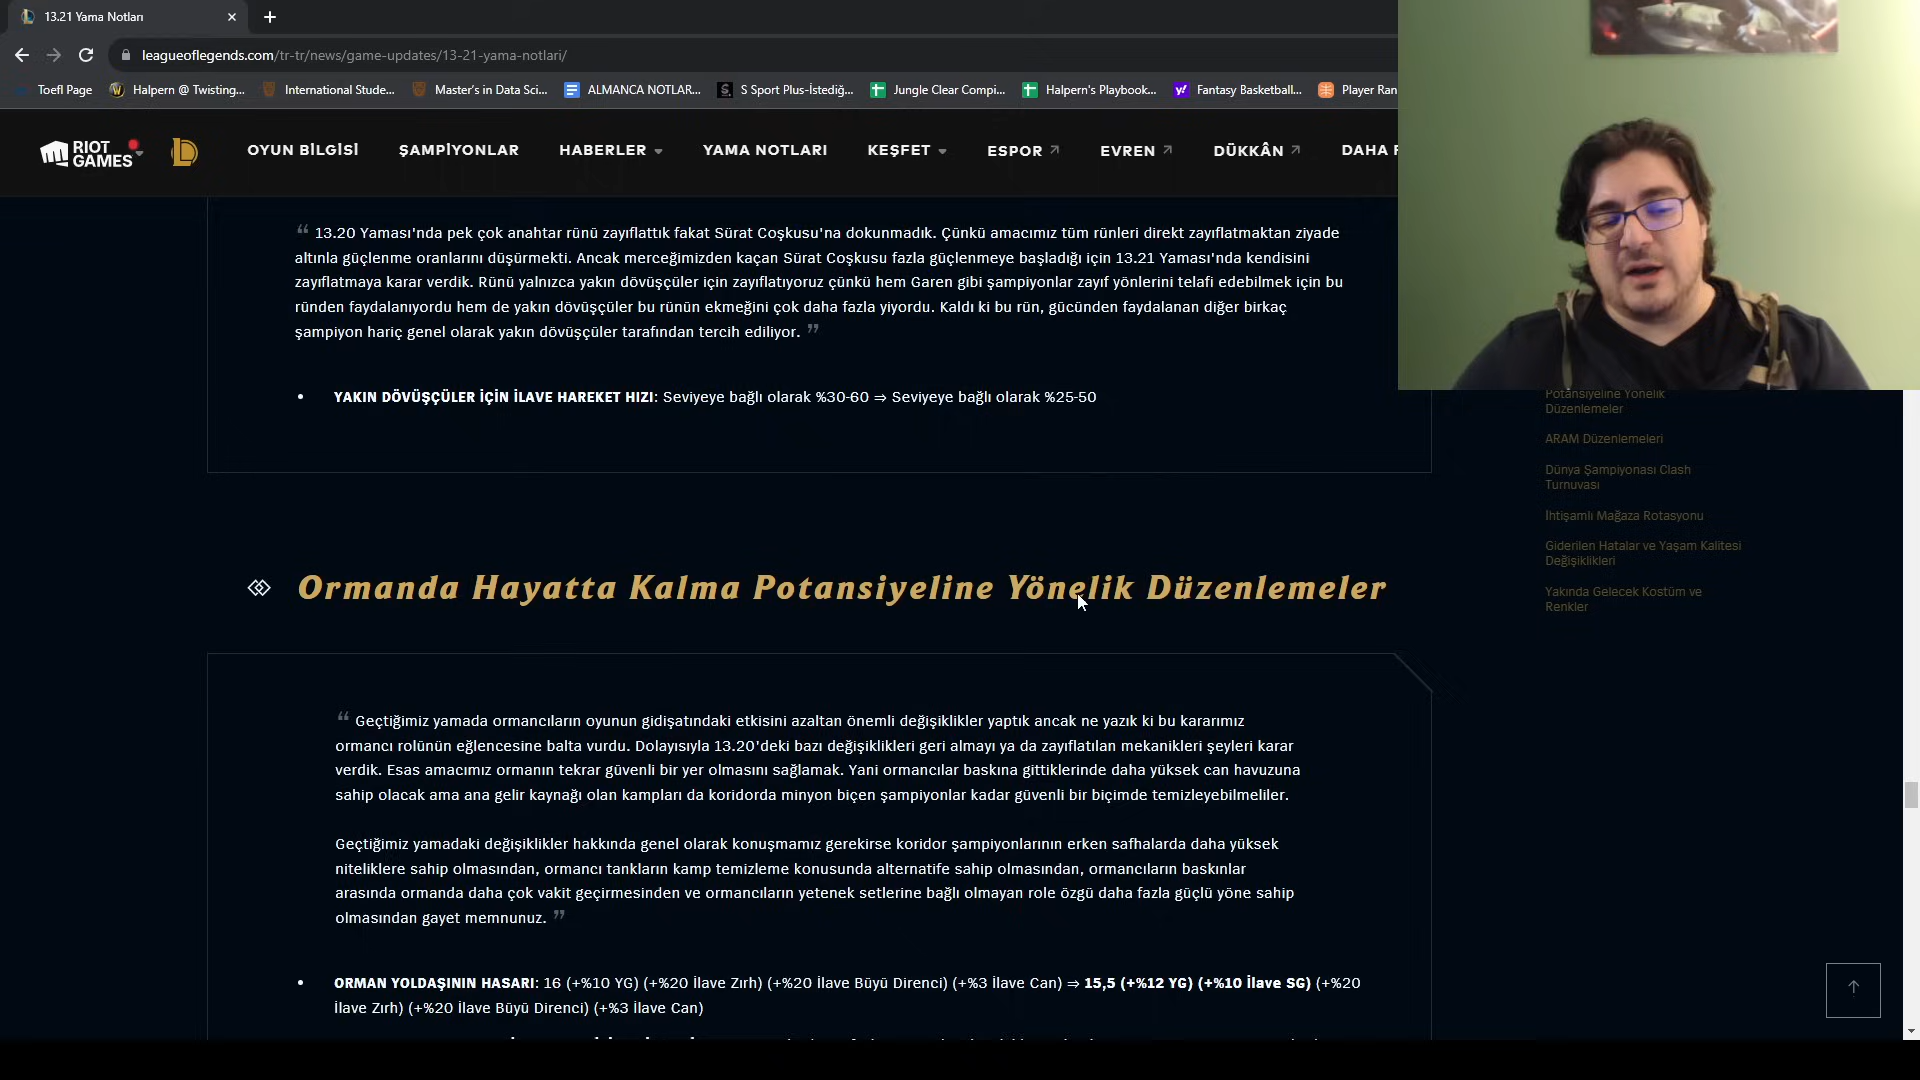 13.21 Yama Notları
leagueoflegends.com/tr-tr/news/game-updates/13-21-yama-notlari/
Toefl Page
Halpern @ Twisting...
International Stude...
Master's in Data Sci...
ALMANCA NOTLAR...
S Sport Plus-İstediğ...
Jungle Clear Compi...
Halpern's Playbook...
Fantasy Basketball...
Player Ran
RIOT GAMES
OYUN BİLGİSİ
ŞAMPİYONLAR
HABERLER
YAMA NOTLARI
KEŞFET
ESPOR
EVREN
DÜKKÂN
DAHA F
“ 13.20 Yaması'nda pek çok anahtar rünü zayıflattık fakat Sürat Coşkusu'na dokunmadık. Çünkü amacımız tüm rünleri direkt zayıflatmaktan ziyade
altınla güçlenme oranlarını düşürmekti. Ancak merceğimizden kaçan Sürat Coşkusu fazla güçlenmeye başladığı için 13.21 Yaması'nda kendisini
zayıflatmaya karar verdik. Rünü yalnızca yakın dövüşçüler için zayıflatıyoruz çünkü hem Garen gibi şampiyonlar zayıf yönlerini telafi edebilmek için bu
ründen faydalanıyordu hem de yakın dövüşçüler bu rünün ekmeğini çok daha fazla yiyordu. Kaldı ki bu rün, gücünden faydalanan diğer birkaç
şampiyon hariç genel olarak yakın dövüşçüler tarafından tercih ediliyor. ”
• YAKIN DÖVÜŞÇÜLER İÇİN İLAVE HAREKET HIZI: Seviyeye bağlı olarak %30-60 ⇒ Seviyeye bağlı olarak %25-50
Potansiyeline Yönelik
Düzenlemeler
ARAM Düzenlemeleri
Dünya Şampiyonası Clash
Turnuvası
İhtişamlı Mağaza Rotasyonu
Giderilen Hatalar ve Yaşam Kalitesi
Değişiklikleri
Yakında Gelecek Kostüm ve
Renkler
Ormanda Hayatta Kalma Potansiyeline Yönelik Düzenlemeler
“ Geçtiğimiz yamada ormancıların oyunun gidişatındaki etkisini azaltan önemli değişiklikler yaptık ancak ne yazık ki bu kararımız
ormancı rolünün eğlencesine balta vurdu. Dolayısıyla 13.20'deki bazı değişiklikleri geri almayı ya da zayıflatılan mekanikleri şeyleri karar
verdik. Esas amacımız ormanın tekrar güvenli bir yer olmasını sağlamak. Yani ormancılar baskına gittiklerinde daha yüksek can havuzuna
sahip olacak ama ana gelir kaynağı olan kampları da koridorda minyon biçen şampiyonlar kadar güvenli bir biçimde temizleyebilmeliler.
Geçtiğimiz yamadaki değişiklikler hakkında genel olarak konuşmamız gerekirse koridor şampiyonlarının erken safhalarda daha yüksek
niteliklere sahip olmasından, ormancı tankların kamp temizleme konusunda alternatife sahip olmasından, ormancıların baskınlar
arasında ormanda daha çok vakit geçirmesinden ve ormancıların yetenek setlerine bağlı olmayan role özgü daha fazla güçlü yöne sahip
olmasından gayet memnunuz. ”
• ORMAN YOLDAŞININ HASARI: 16 (+%10 YG) (+%20 İlave Zırh) (+%20 İlave Büyü Direnci) (+%3 İlave Can) ⇒ 15,5 (+%12 YG) (+%10 İlave SG) (+%20
İlave Zırh) (+%20 İlave Büyü Direnci) (+%3 İlave Can)